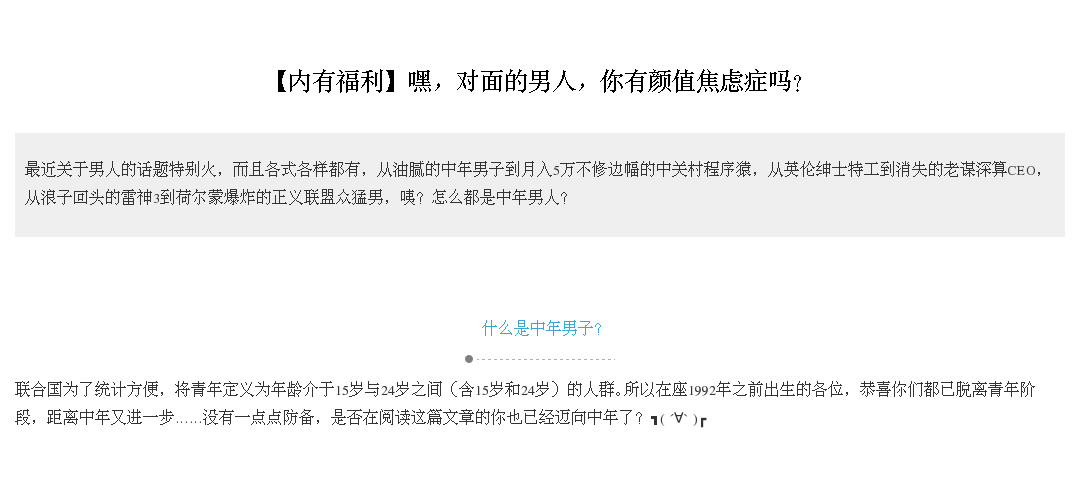 【内有福利】嘿，对面的男人，你有颜值焦虑症吗？
最近关于男人的话题特别火，而且各式各样都有，从油腻的中年男子到月入5万不修边幅的中关村程序猿，从英伦绅士特工到消失的老谋深算CEO，
从浪子回头的雷神3到荷尔蒙爆炸的正义联盟众猛男，咦？怎么都是中年男人？
什么是中年男子？
联合国为了统计方便，将青年定义为年龄介于15岁与24岁之间（含15岁和24岁）的人群。所以在座1992年之前出生的各位，恭喜你们都已脱离青年阶
段，距离中年又进一步……没有一点点防备，是否在阅读这篇文章的你也已经迈向中年了？┓( ´∀` )┏